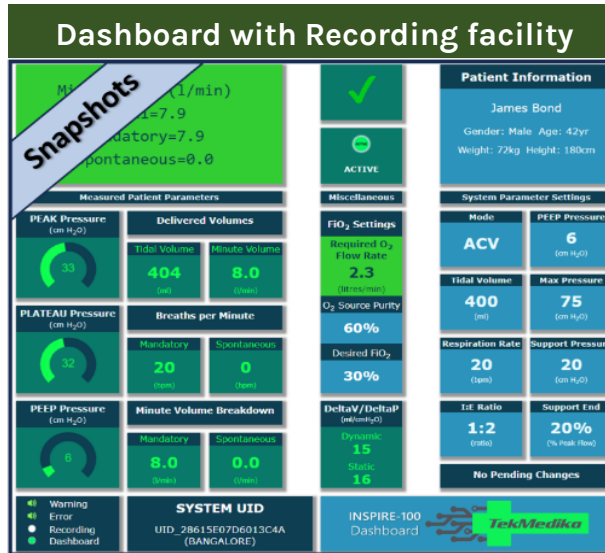 Dashboard with Recording facility
Snapshots
(l/min)
=7.9
datory=7.9
pontaneous=0.0
ACTIVE
Patient Information
James Bond
Gender: Male Age: 42yr
Weight: 72kg Height: 180cm
Measured Patient Parameters
Miscellaneous
System Parameter Settings
PEAK Pressure
(cm H₂O)
33
Delivered Volumes
Tidal Volume
404
(ml)
Minute Volume
8.0
(l/min)
PLATEAU Pressure
(cm H₂O)
32
Breaths per Minute
Mandatory
20
(bpm)
Spontaneous
0
(bpm)
PEEP Pressure
(cm H₂O)
6
Minute Volume Breakdown
Mandatory
8.0
(l/min)
Spontaneous
0.0
(l/min)
FiO₂ Settings
Required O₂
Flow Rate
2.3
(litres/min)
O₂ Source Purity
60%
Desired FiO₂
30%
DeltaV/DeltaP
(ml/cmH₂O)
Dynamic
15
Static
16
Mode
ACV
PEEP Pressure
6
(cm H₂O)
Tidal Volume
400
(ml)
Max Pressure
75
(cm H₂O)
Respiration Rate
20
(bpm)
Support Pressure
20
(cm H₂O)
I:E Ratio
1:2
(ratio)
Support End
20%
(% Peak Flow)
No Pending Changes
Warning
Error
Recording
Dashboard
SYSTEM UID
UID_28615E07D6013C4A
(BANGALORE)
INSPIRE-100
Dashboard
TekMedika